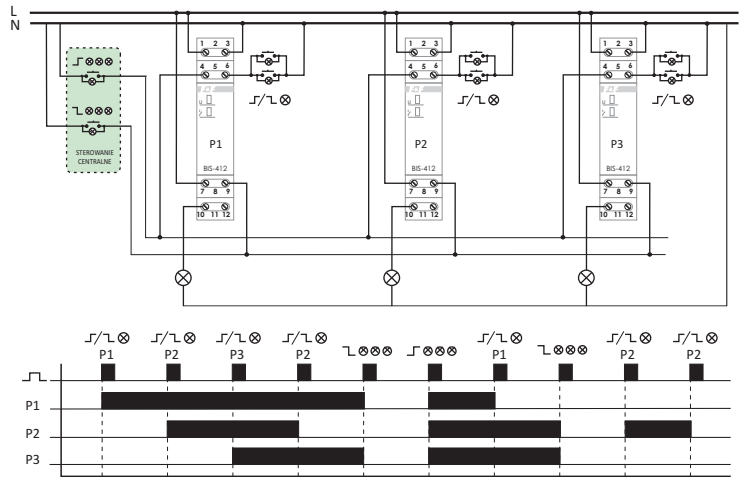 L
N
1 2 3
1 2 3
1 2 3
4 5 6
4 5 6
4 5 6
P1
P2
P3
BIS-412
BIS-412
BIS-412
STEROWANIE
CENTRALNE
7 8 9
7 8 9
7 8 9
10 11 12
10 11 12
10 11 12
P1 P2 P3 P2 P1 P2 P2
P1
P2
P3